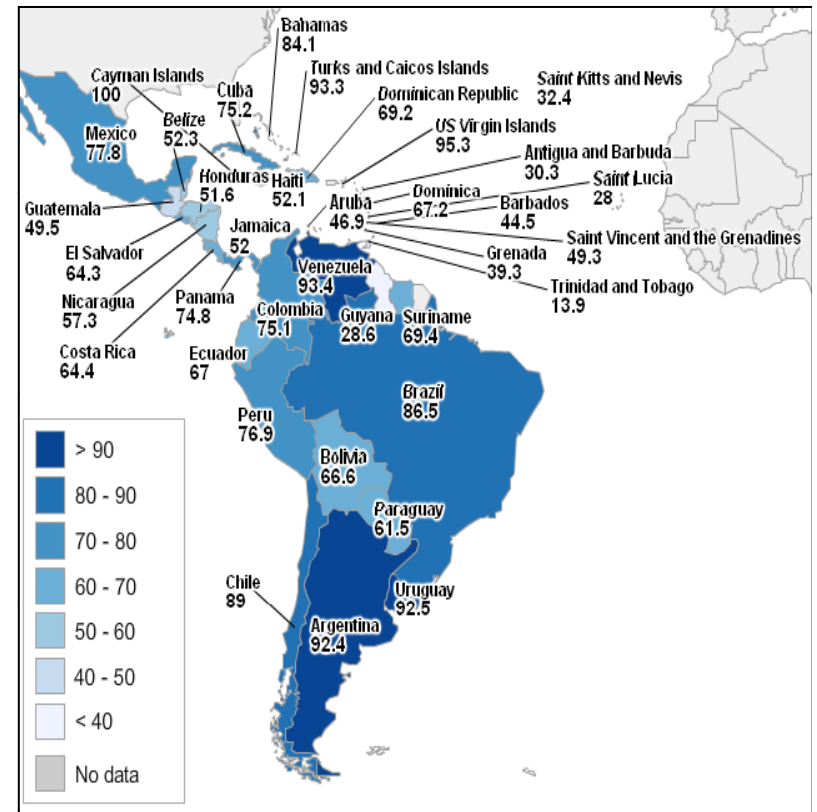 Bahamas
84.1
Cayman Islands
100
Cuba
75.2
Turks and Caicos Islands
93.3
Saint Kitts and Nevis
32.4
Dominican Republic
69.2
Mexico
77.8
Belize
52.3
US Virgin Islands
95.3
Antigua and Barbuda
30.3
Honduras
51.6
Haiti
52.1
Saint Lucia
28
Guatemala
49.5
Jamaica
52
Aruba
46.9
Dominica
67.2
Barbados
44.5
El Salvador
64.3
Saint Vincent and the Grenadines
49.3
Venezuela
93.4
Grenada
39.3
Nicaragua
57.3
Panama
74.8
Trinidad and Tobago
13.9
Colombia
75.1
Guyana
28.6
Suriname
69.4
Costa Rica
64.4
Ecuador
67
Brazil
86.5
Peru
76.9
Bolivia
66.6
Paraguay
61.5
Chile
89
Uruguay
92.5
Argentina
92.4
> 90
80 - 90
70 - 80
60 - 70
50 - 60
40 - 50
< 40
No data